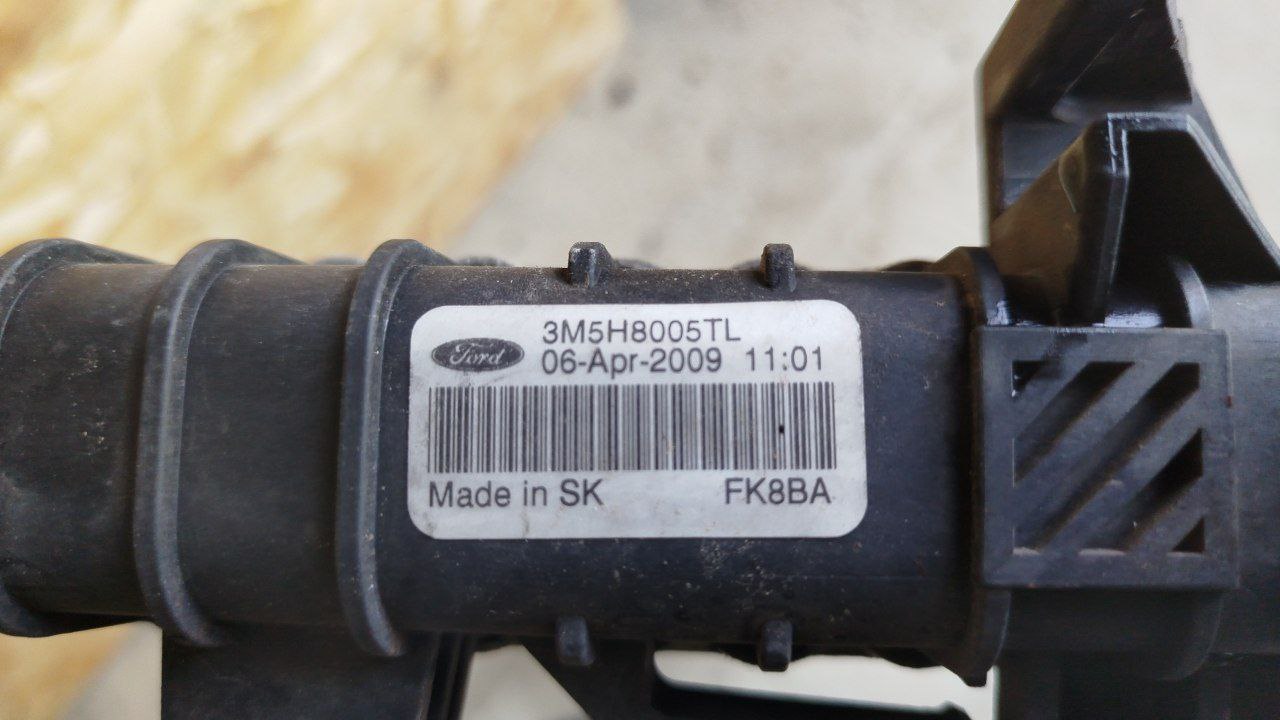 3M5H8005TL
Ford
06-Apr-2009 11:01
Made in SK FK8BA